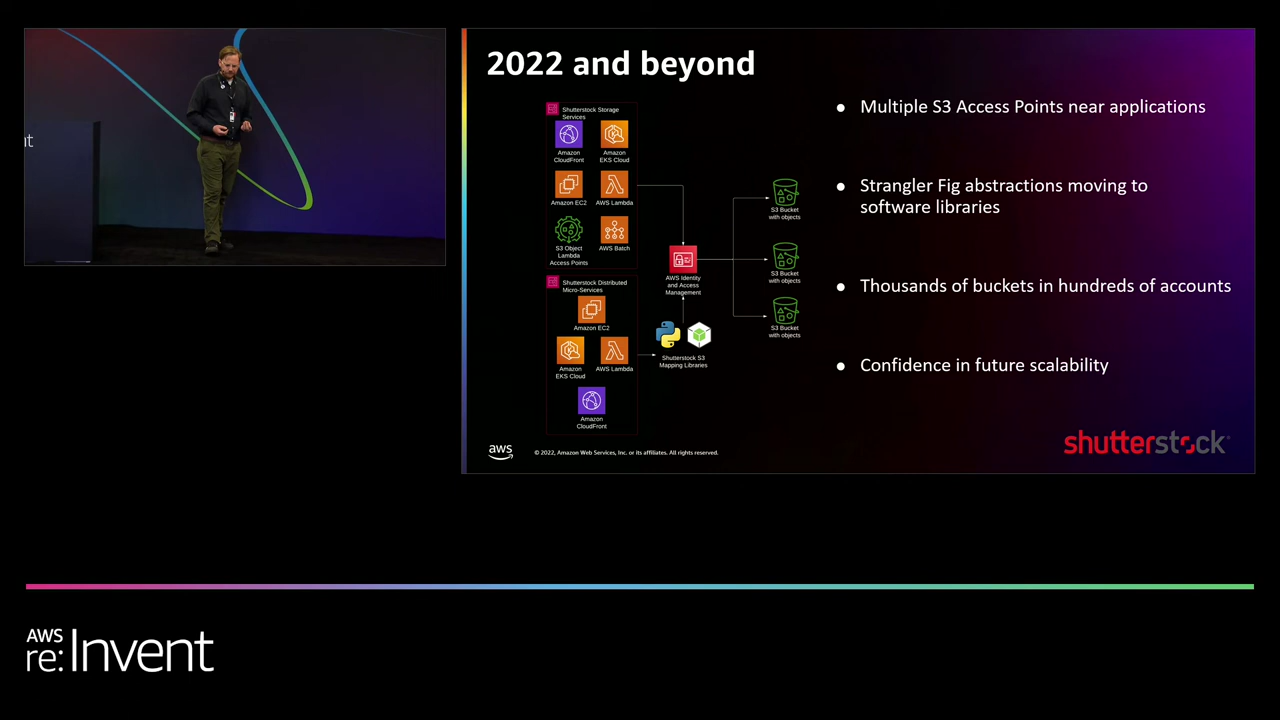 nt
2022 and beyond
Shutterstock Storage
Services
Amazon
CloudFront
Amazon
EKS Cloud
Amazon EC2
AWS Lambda
S3 Object
Lambda
Access Points
AWS Batch
Shutterstock Distributed
Micro-Services
Amazon EC2
Amazon
EKS Cloud
AWS Lambda
Amazon
CloudFront
AWS Identity
and Access
Management
Shutterstock S3
Mapping Libraries
S3 Bucket
with objects
S3 Bucket
with objects
S3 Bucket
with objects
● Multiple S3 Access Points near applications
● Strangler Fig abstractions moving to
software libraries
● Thousands of buckets in hundreds of accounts
● Confidence in future scalability
shutterstock
aws
© 2022, Amazon Web Services, Inc. or its affiliates. All rights reserved.
AWS
re:Invent